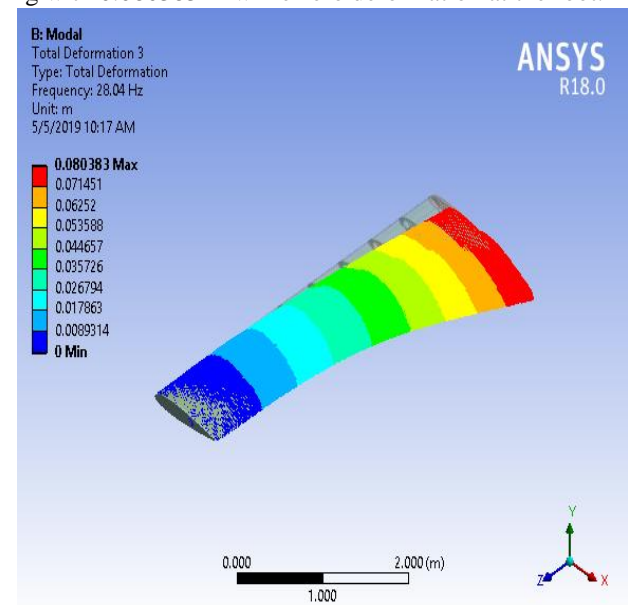 B: Modal
Total Deformation 3
Type: Total Deformation
Frequency: 28.04 Hz
Unit: m
5/5/2019 10:17 AM
ANSYS
R18.0
0.080383 Max
0.071451
0.06252
0.053588
0.044657
0.035726
0.026794
0.017863
0.0089314
0 Min
Y
Z
X
0.000
2.000 (m)
1.000